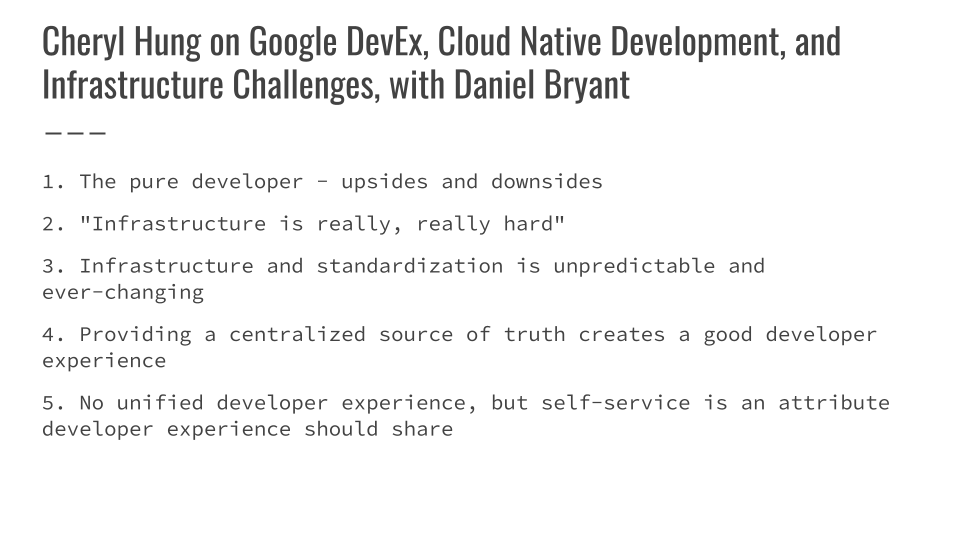 Cheryl Hung on Google DevEx, Cloud Native Development, and
Infrastructure Challenges, with Daniel Bryant
———
1. The pure developer - upsides and downsides
2. "Infrastructure is really, really hard"
3. Infrastructure and standardization is unpredictable and
ever-changing
4. Providing a centralized source of truth creates a good developer
experience
5. No unified developer experience, but self-service is an attribute
developer experience should share